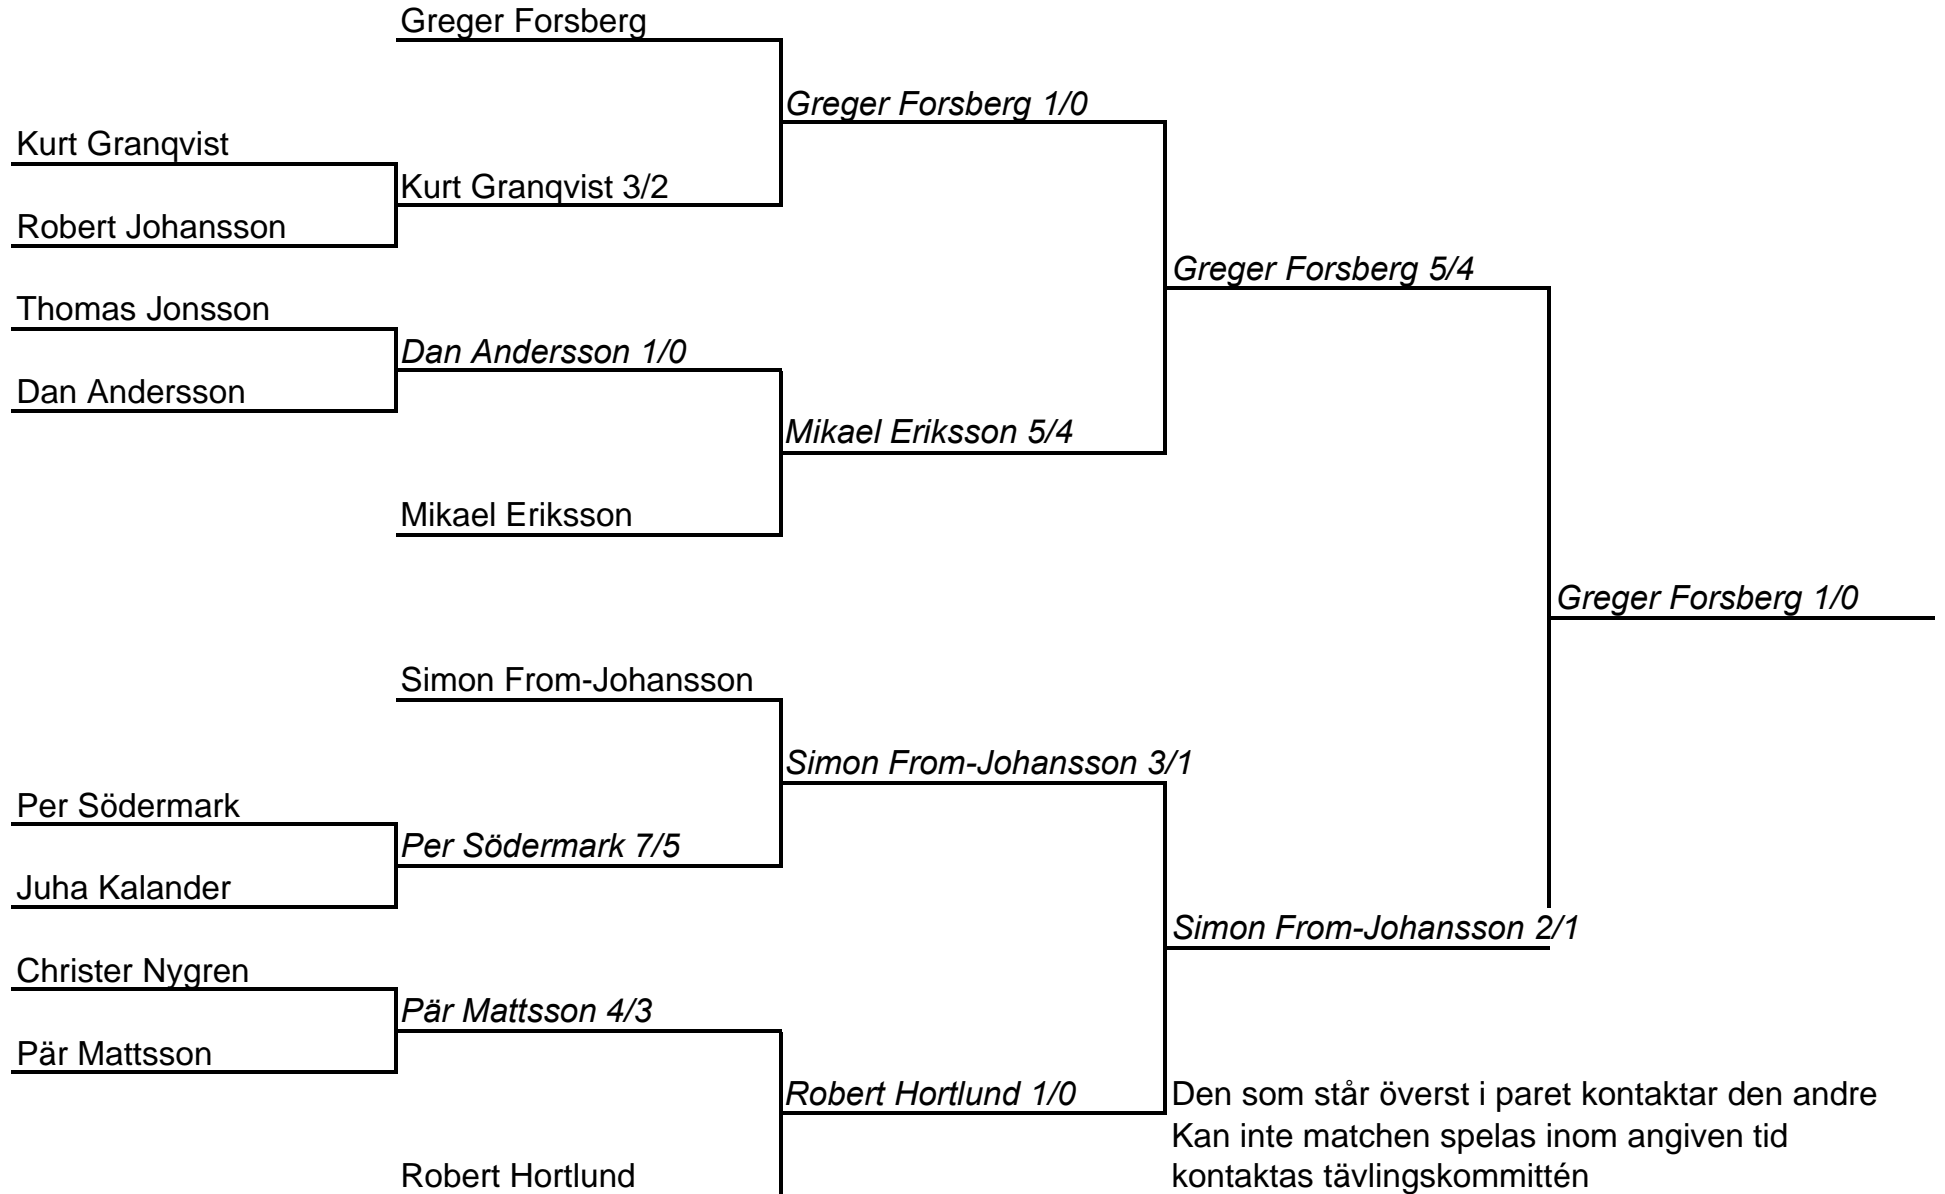 Greger Forsberg
Greger Forsberg 1/0
Kurt Granqvist
Kurt Granqvist 3/2
Robert Johansson
Greger Forsberg 5/4
Thomas Jonsson
Dan Andersson 1/0
Dan Andersson
Mikael Eriksson 5/4
Mikael Eriksson
Greger Forsberg 1/0
Simon From-Johansson
Simon From-Johansson 3/1
Per Södermark
Per Södermark 7/5
Juha Kalander
Simon From-Johansson 2/1
Christer Nygren
Pär Mattsson 4/3
Pär Mattsson
Robert Hortlund 1/0
Den som står överst i paret kontaktar den andre
Kan inte matchen spelas inom angiven tid
Robert Hortlund
kontaktas tävlingskommittén